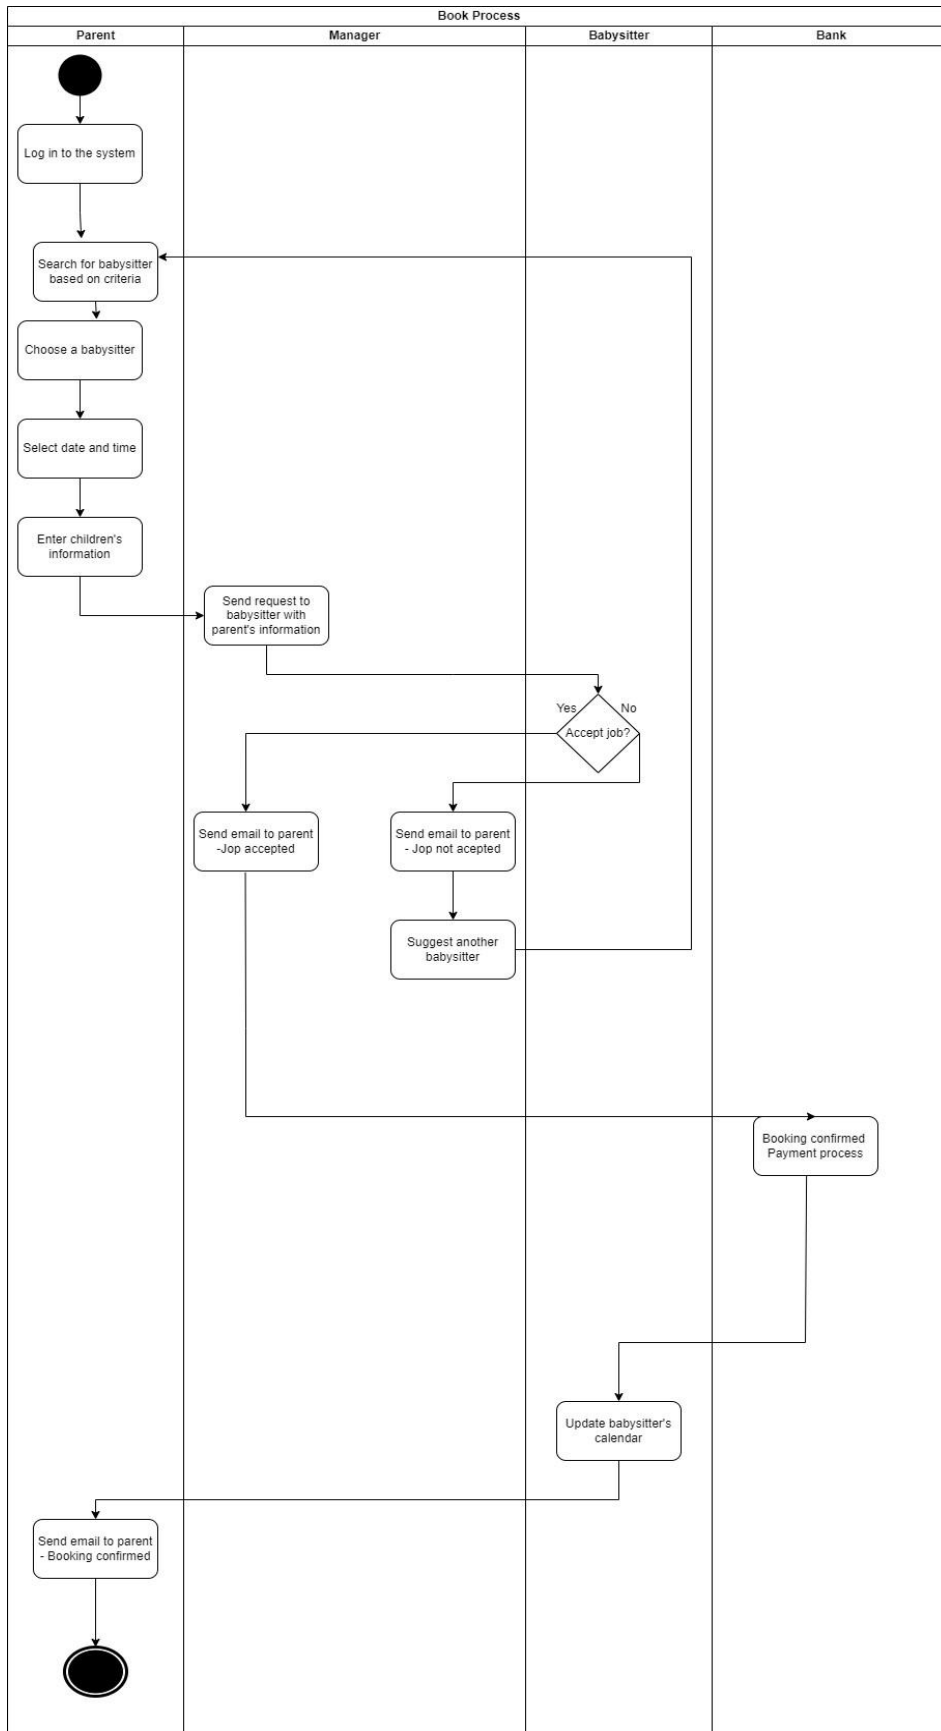 Book Process
Parent
Manager
Babysitter
Bank
Log in to the system
Search for babysitter
based on criteria
Choose a babysitter
Select date and time
Enter children's
information
Send request to
babysitter with
parent's information
Yes
No
Accept job?
Send email to parent
-Jop accepted
Send email to parent
- Jop not acepted
Suggest another
babysitter
Booking confirmed
Payment process
Update babysitter's
calendar
Send email to parent
- Booking confirmed